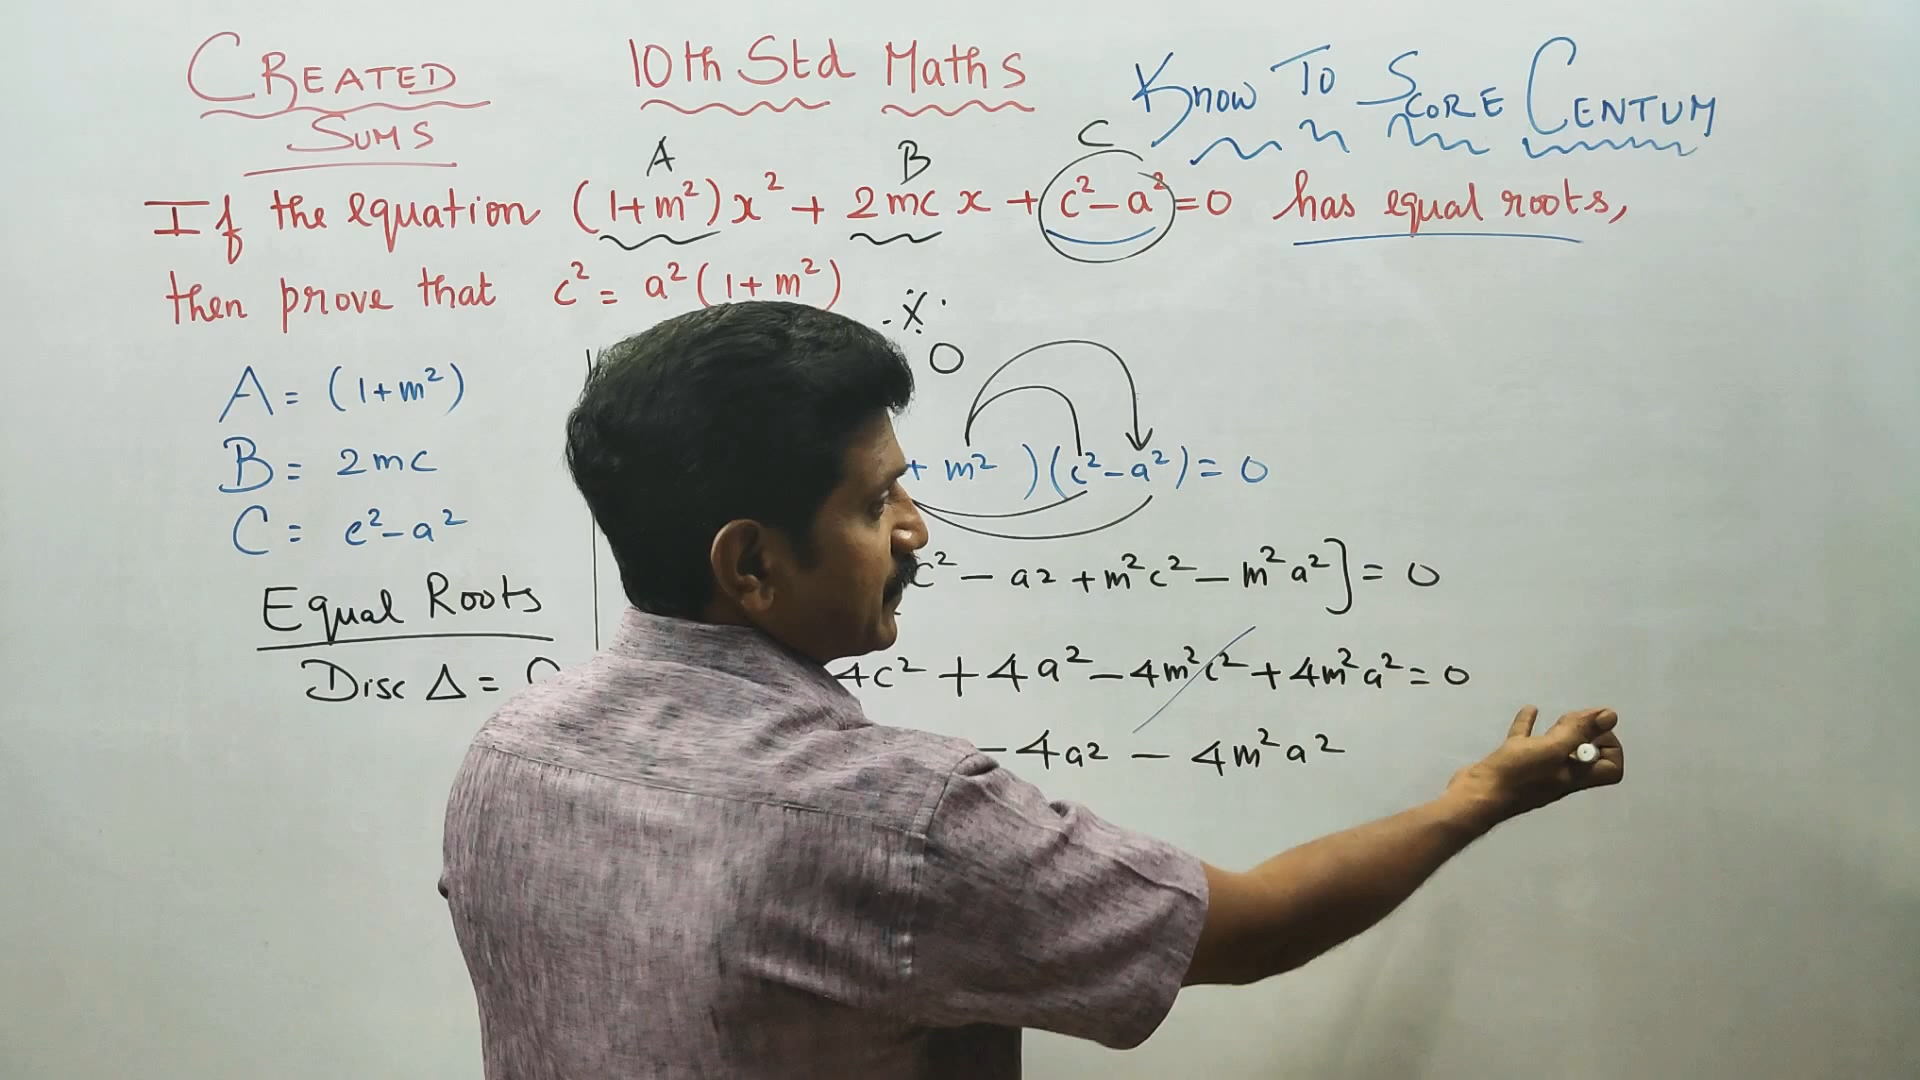 CREATED SUMS
10th Std Maths
Know To Score CENTUM
A B C
If the equation (1+m²)x² + 2mcx + c²-a² = 0 has equal roots,
then prove that c² = a²(1+m²)
A = (1+m²)
B = 2mc
C = c²-a²
Equal Roots
Disc Δ =
0
+ m²)(c²-a²) = 0
c² - a2 + m²c² - m²a²] = 0
4c² + 4a² - 4m²c² + 4m²a² = 0
- 4a2 - 4m²a2